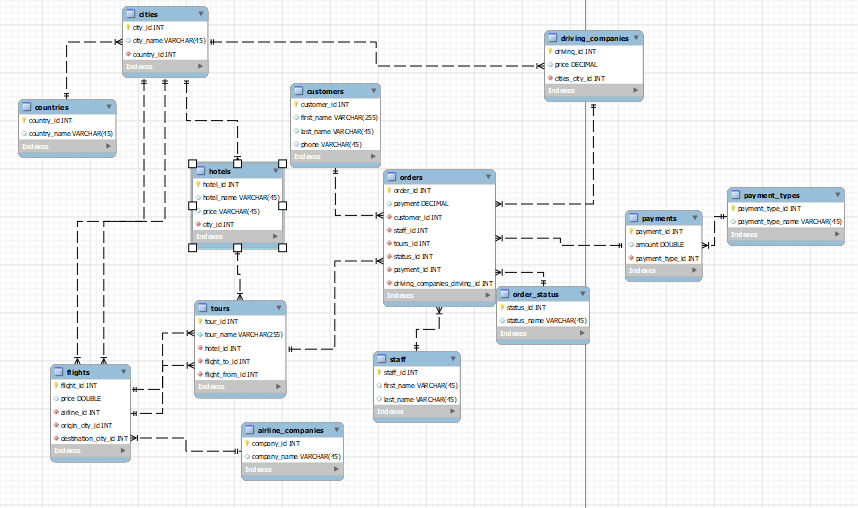 cities
city_id INT
city_name VARCHAR(45)
country_id INT
Indexes
driving_companies
driving_id INT
price DECIMAL
cities_city_id INT
Indexes
countries
country_id INT
country_name VARCHAR(45)
Indexes
customers
customer_id INT
first_name VARCHAR(255)
last_name VARCHAR(45)
phone VARCHAR(45)
Indexes
hotels
hotel_id INT
hotel_name VARCHAR(45)
price VARCHAR(45)
city_id INT
orders
order_id INT
payment DECIMAL
customer_id INT
staff_id INT
tours_id INT
status_id INT
payment_id INT
driving_companies_driving_id INT
Indexes
payments
payment_id INT
amount DOUBLE
payment_type_id INT
Indexes
payment_types
payment_type_id INT
payment_type_name VARCHAR(45)
Indexes
order_status
status_id INT
status_name VARCHAR(45)
Indexes
tours
tour_id INT
tour_name VARCHAR(255)
hotel_id INT
flight_to_id INT
flight_from_id INT
Indexes
staff
staff_id INT
first_name VARCHAR(45)
last_name VARCHAR(45)
Indexes
flights
flight_id INT
price DOUBLE
airline_id INT
origin_city_id INT
destination_city_id INT
Indexes
airline_companies
company_id INT
company_name VARCHAR(45)
Indexes